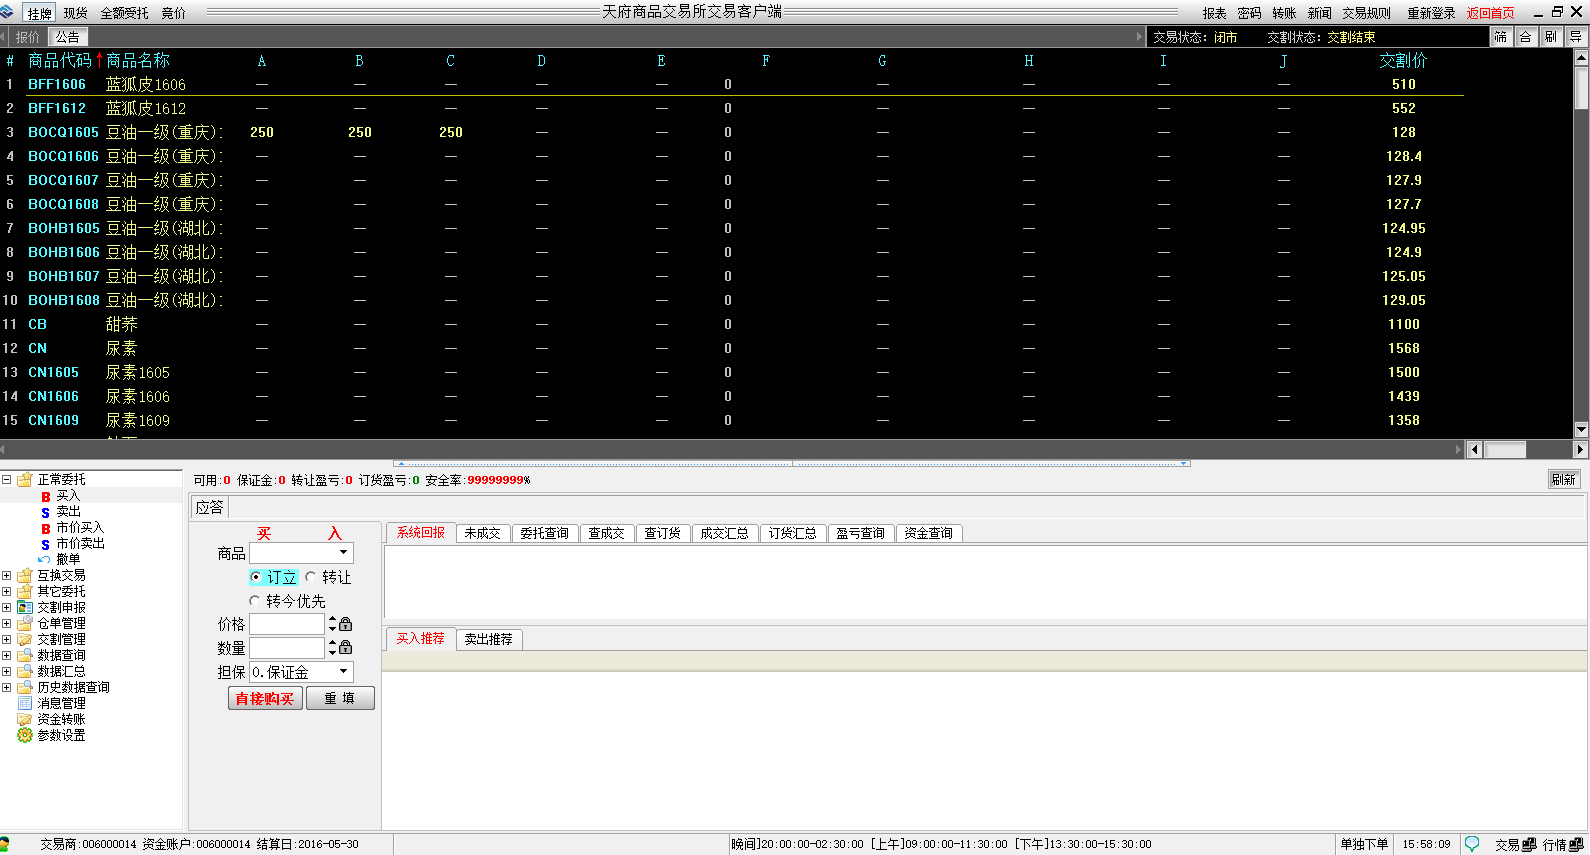 挂牌 现货 全额受托 竞价 天府商品交易所交易客户端 报表 密码 转账 新闻 交易规则 重新登录 返回首页
报价 公告 交易状态: 闭市 交割状态: 交割结束 筛 合 刷 导
# 商品代码 ↑ 商品名称 A B C D E F G H I J 交割价
1 BFF1606 蓝狐皮1606 — — — — — 0 — — — — 510
2 BFF1612 蓝狐皮1612 — — — — — 0 — — — — 552
3 BOCQ1605 豆油一级(重庆): 250 250 250 — — 0 — — — — 128
4 BOCQ1606 豆油一级(重庆): — — — — — 0 — — — — 128.4
5 BOCQ1607 豆油一级(重庆): — — — — — 0 — — — — 127.9
6 BOCQ1608 豆油一级(重庆): — — — — — 0 — — — — 127.7
7 BOHB1605 豆油一级(湖北): — — — — — 0 — — — — 124.95
8 BOHB1606 豆油一级(湖北): — — — — — 0 — — — — 124.9
9 BOHB1607 豆油一级(湖北): — — — — — 0 — — — — 125.05
10 BOHB1608 豆油一级(湖北): — — — — — 0 — — — — 129.05
11 CB 甜荞 — — — — — 0 — — — — 1100
12 CN 尿素 — — — — — 0 — — — — 1568
13 CN1605 尿素1605 — — — — — 0 — — — — 1500
14 CN1606 尿素1606 — — — — — 0 — — — — 1439
15 CN1609 尿素1609 — — — — — 0 — — — — 1358
正常委托
B 买入
S 卖出
B 市价买入
S 市价卖出
撤单
互换交易
其它委托
交割申报
仓单管理
交割管理
数据查询
数据汇总
历史数据查询
消息管理
资金转账
参数设置
可用:0 保证金:0 转让盈亏:0 订货盈亏:0 安全率:99999999% 刷新
应答
买 入
商品
订立 转让
转今优先
价格
数量
担保 0.保证金
直接购买 重 填
系统回报 未成交 委托查询 查成交 查订货 成交汇总 订货汇总 盈亏查询 资金查询
买入推荐 卖出推荐
交易商:006000014 资金账户:006000014 结算日:2016-05-30 晚间]20:00:00-02:30:00 [上午]09:00:00-11:30:00 [下午]13:30:00-15:30:00 单独下单 15:58:09 交易 行情